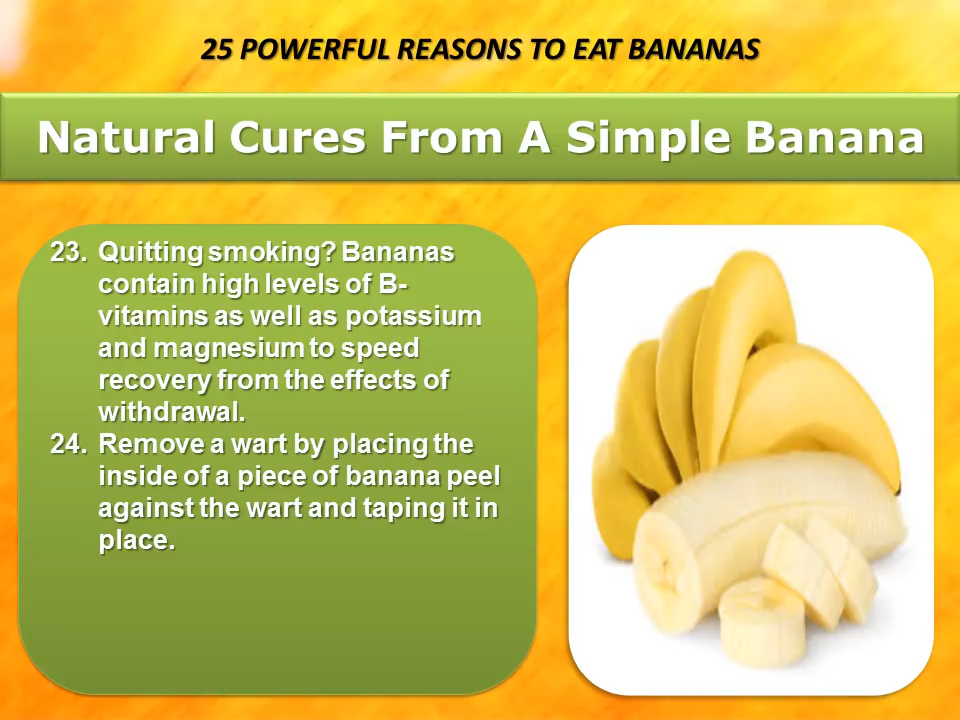 25 POWERFUL REASONS TO EAT BANANAS
Natural Cures From A Simple Banana
23. Quitting smoking? Bananas
contain high levels of B-
vitamins as well as potassium
and magnesium to speed
recovery from the effects of
withdrawal.
24. Remove a wart by placing the
inside of a piece of banana peel
against the wart and taping it in
place.